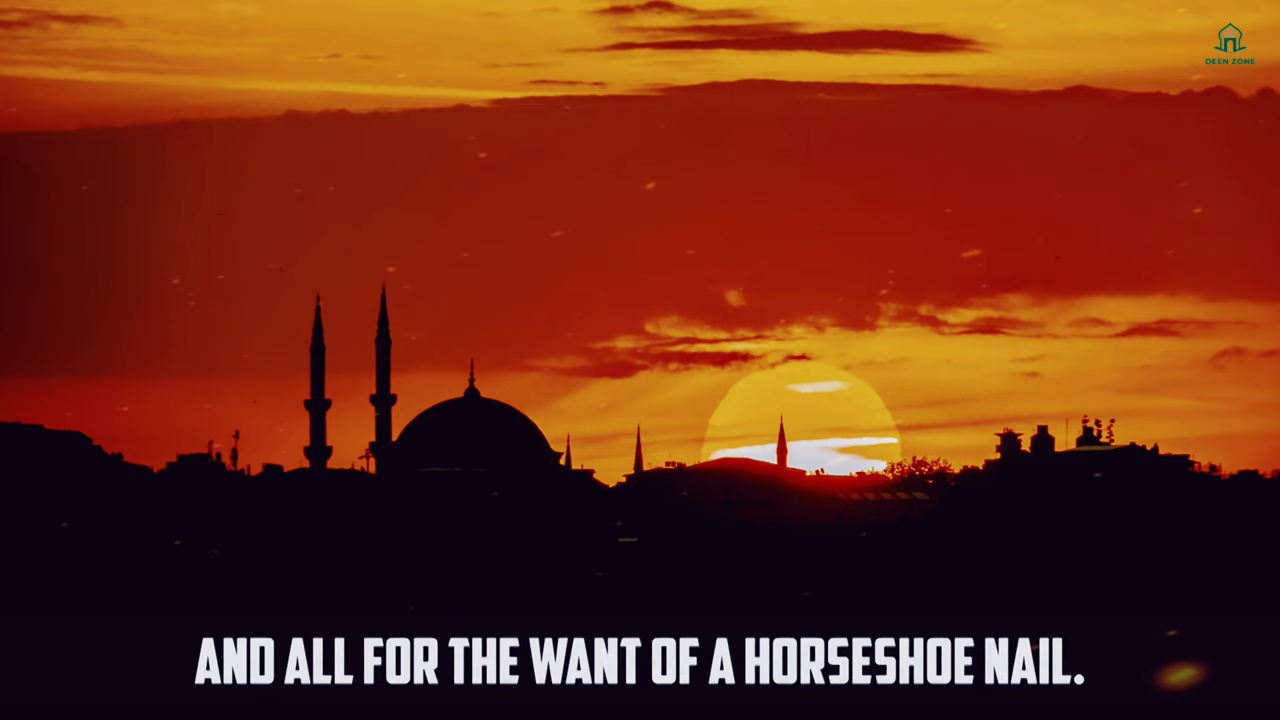 DEEN ZONE
AND ALL FOR THE WANT OF A HORSESHOE NAIL.